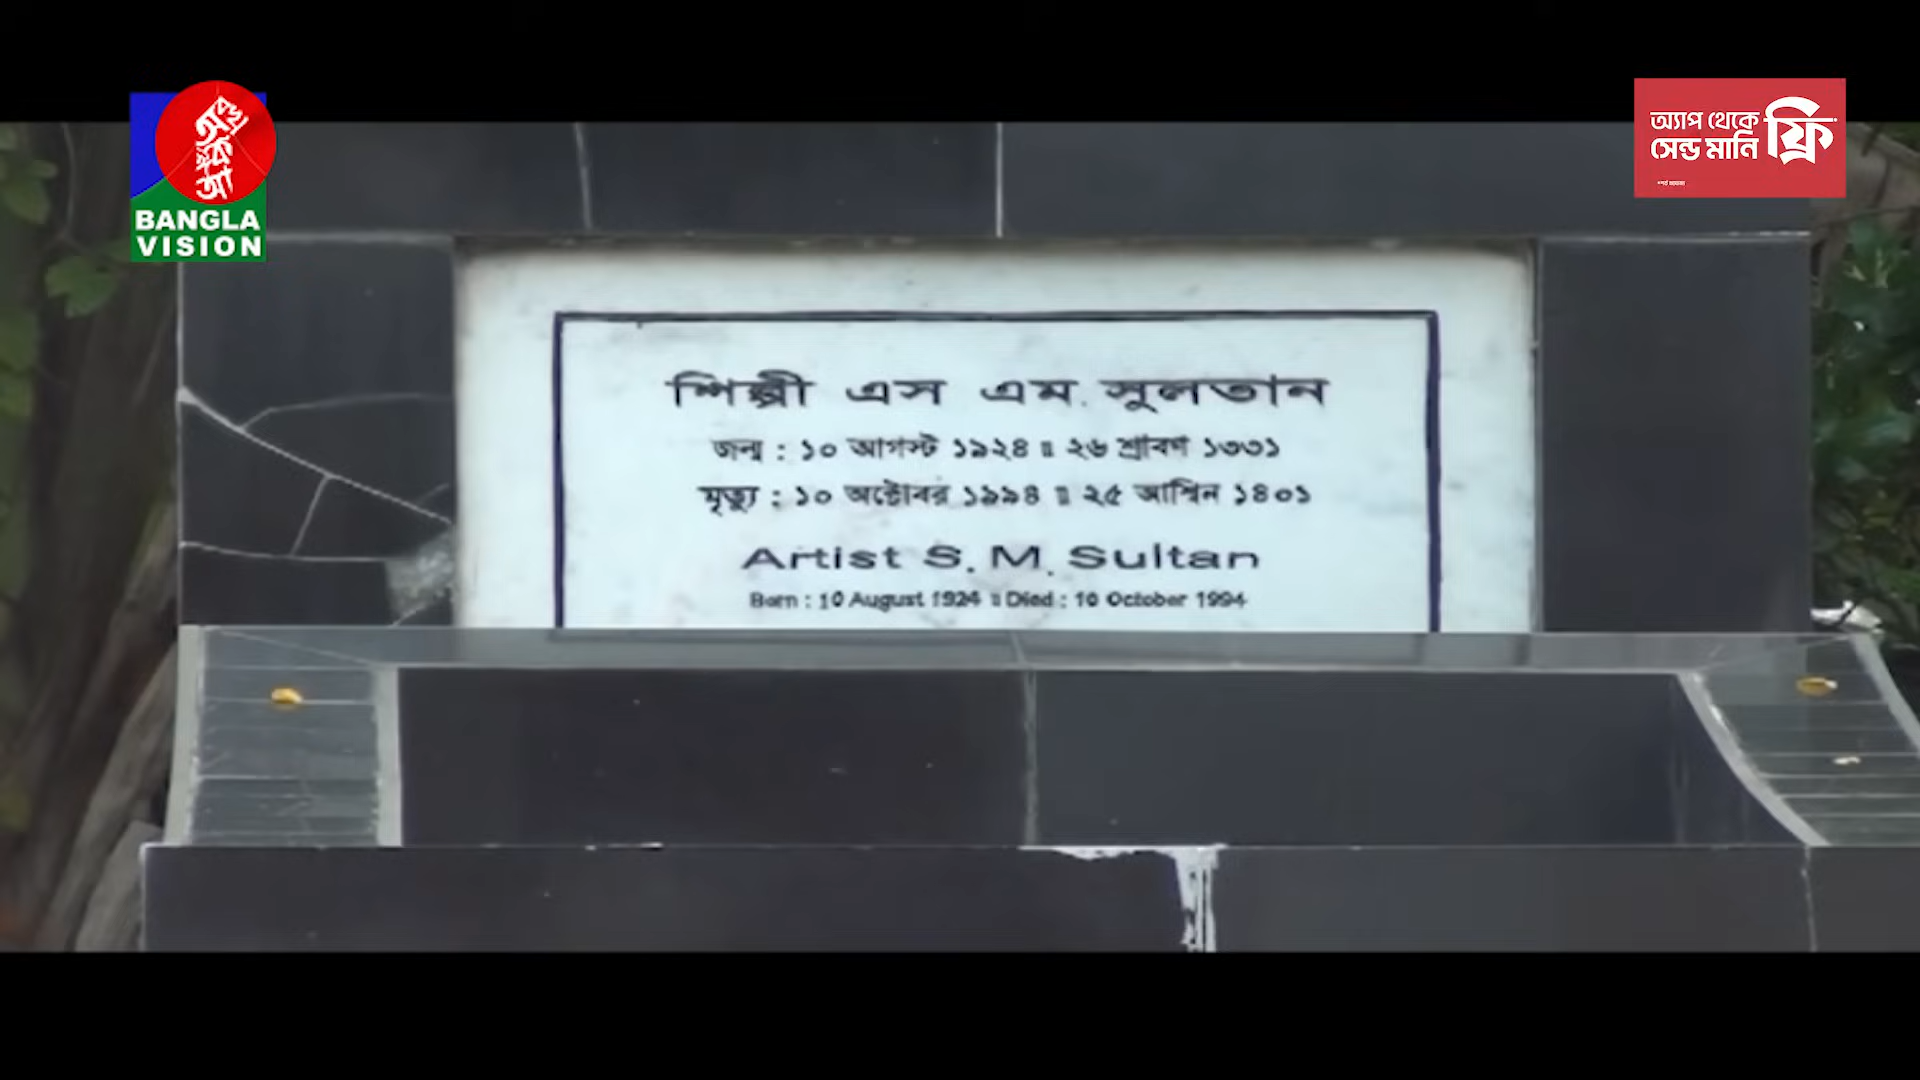 BANGLA
VISION
অ্যাপ থেকে
সেন্ড মানি
ফ্রি
শিল্পী এস এম. সুলতান
জন্ম : ১০ আগস্ট ১৯২৪ ॥ ২৬ শ্রাবণ ১৩৩১
মৃত্যু : ১০ অক্টোবর ১৯৯৪ ॥ ২৫ আশ্বিন ১৪০১
Artist S. M. Sultan
Born : 10 August 1924 ॥ Died : 10 October 1994